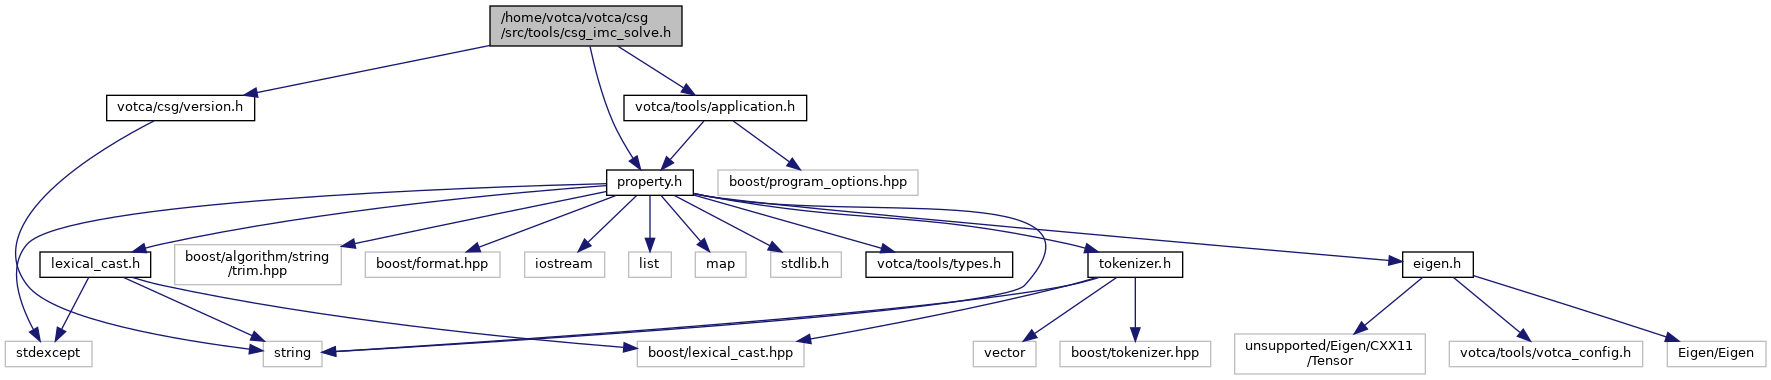 /home/votca/votca/csg
/src/tools/csg_imc_solve.h
votca/csg/version.h
votca/tools/application.h
property.h
boost/program_options.hpp
lexical_cast.h
boost/algorithm/string
/trim.hpp
boost/format.hpp
iostream
list
map
stdlib.h
votca/tools/types.h
tokenizer.h
eigen.h
stdexcept
string
boost/lexical_cast.hpp
vector
boost/tokenizer.hpp
unsupported/Eigen/CXX11
/Tensor
votca/tools/votca_config.h
Eigen/Eigen